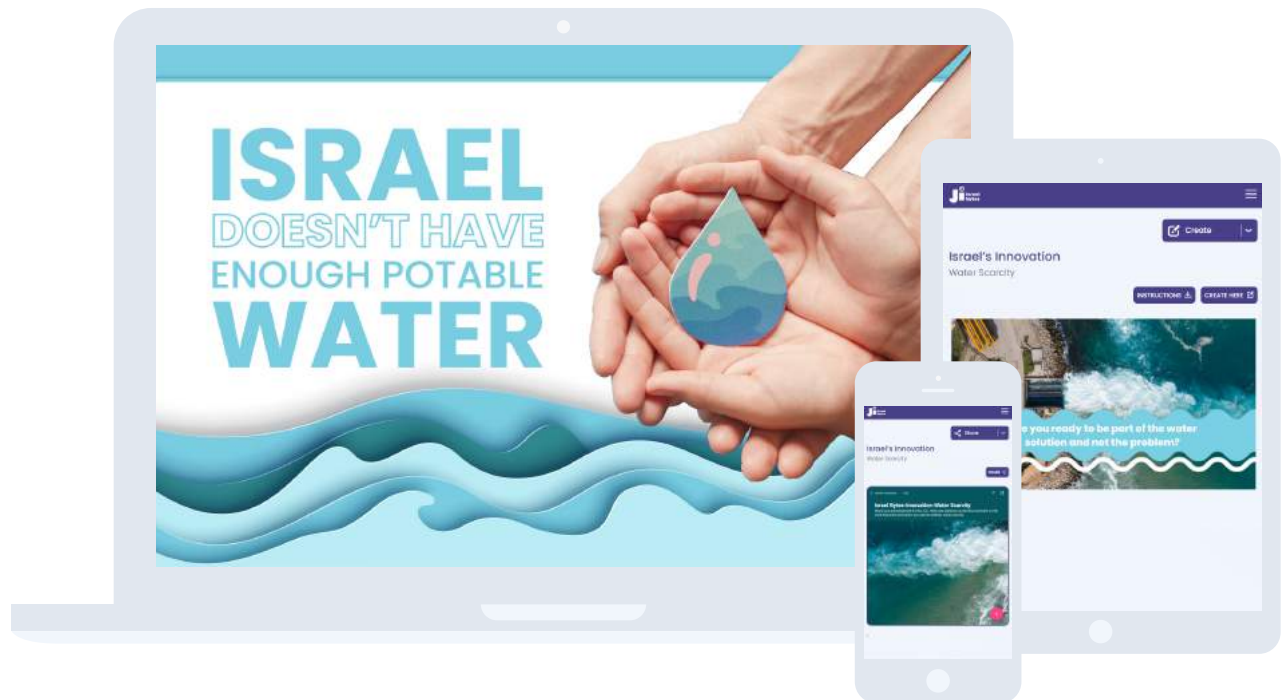 ISRAEL
DOESN'T HAVE
ENOUGH POTABLE
WATER
Create
Israel's Innovation
Water Scarcity
INSTRUCTIONS
CREATE HERE
you ready to be part of the water
solution and not the problem?
Share
Israel's Innovation
Water Scarcity
Israel Bytes Innovation Water Scarcity